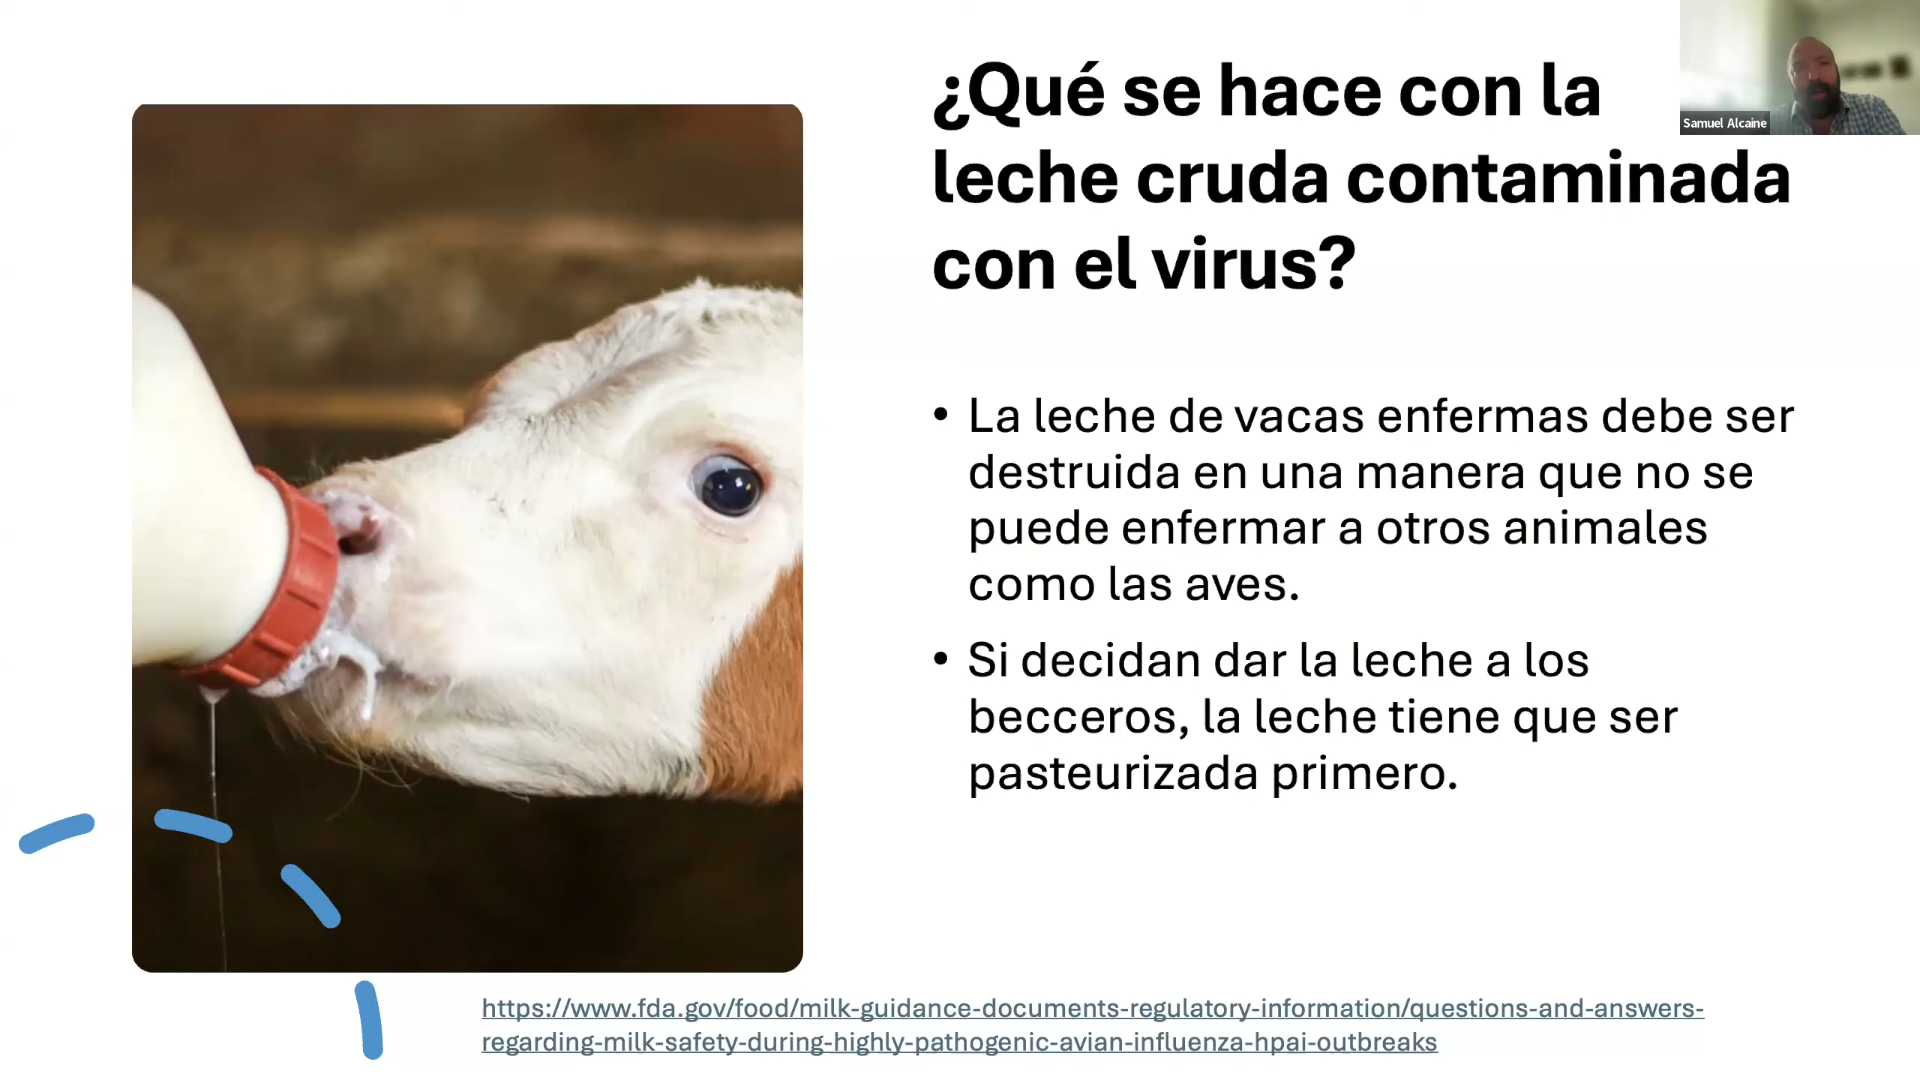 ¿Qué se hace con la
leche cruda contaminada
con el virus?
Samuel Alcaine
• La leche de vacas enfermas debe ser
destruida en una manera que no se
puede enfermar a otros animales
como las aves.
• Si decidan dar la leche a los
becceros, la leche tiene que ser
pasteurizada primero.
https://www.fda.gov/food/milk-guidance-documents-regulatory-information/questions-and-answers-
regarding-milk-safety-during-highly-pathogenic-avian-influenza-hpai-outbreaks